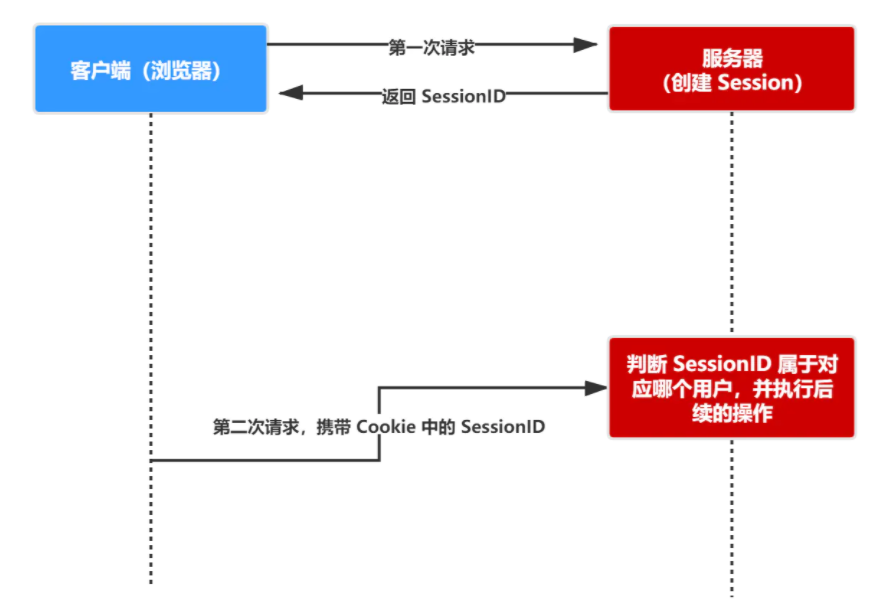 客户端（浏览器）
第一次请求
服务器
（创建 Session）
返回 SessionID
判断 SessionID 属于对
应哪个用户，并执行后
续的操作
第二次请求，携带 Cookie 中的 SessionID